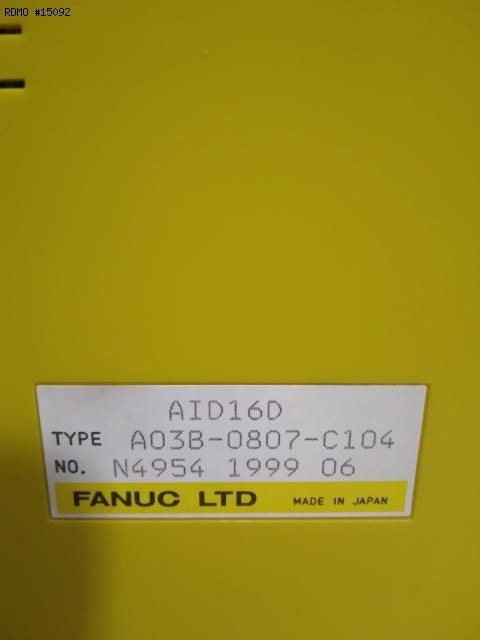 RDMO #15092
AID16D
TYPE A03B-0807-C104
NO. N4954 1999 06
FANUC LTD MADE IN JAPAN